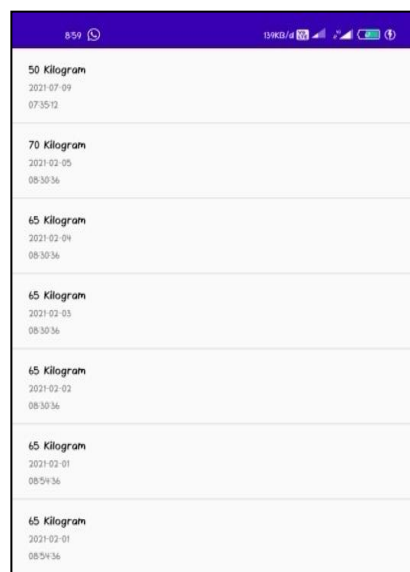 8:59 139KB/d
50 Kilogram
2021-07-09
07:35:12
70 Kilogram
2021-02-05
08:30:36
65 Kilogram
2021-02-04
08:30:36
65 Kilogram
2021-02-03
08:30:36
65 Kilogram
2021-02-02
08:30:36
65 Kilogram
2021-02-01
08:54:36
65 Kilogram
2021-02-01
08:54:36